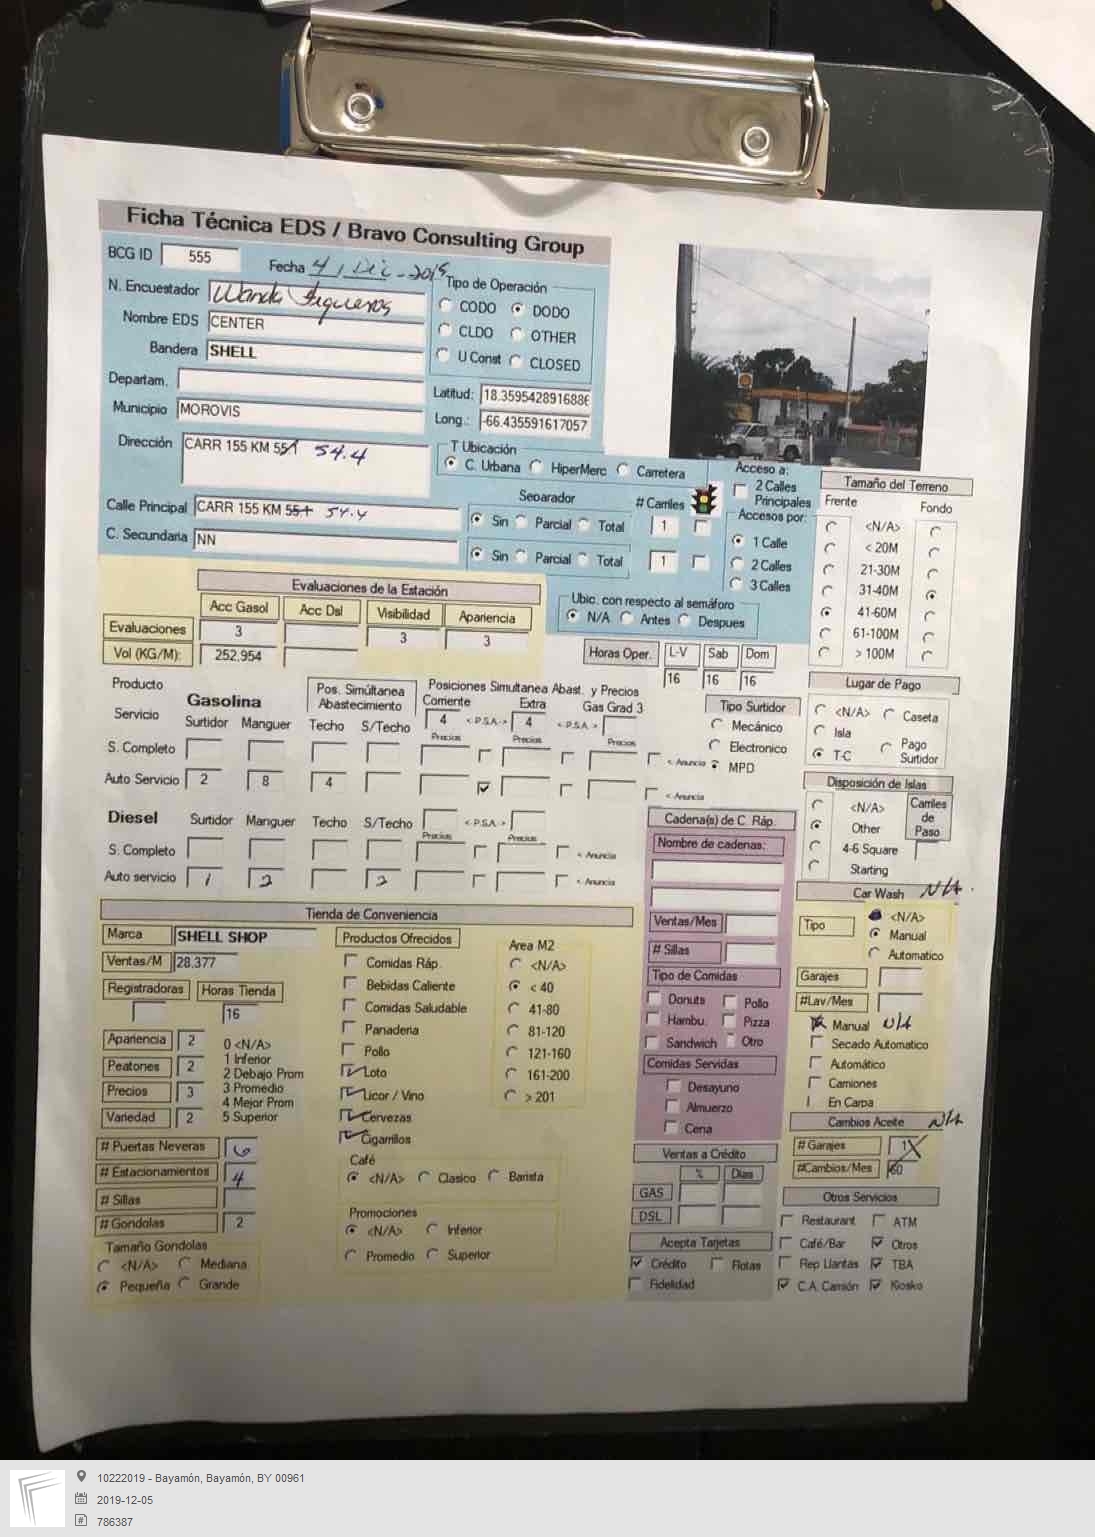 Ficha Técnica EDS / Bravo Consulting Group
BCG ID 555
Fecha 4, Dic - 2019
N. Encuestador Wanda Figueroa
Nombre EDS CENTER
Bandera SHELL
Departam.
Municipio MOROVIS
Dirección CARR 155 KM 55.1 54.4
Calle Principal CARR 155 KM 55.1 54.4
C. Secundaria NN
Tipo de Operación
CODO DODO
CLDO OTHER
U Const CLOSED
Latitud: 18.359542891688€
Long.: -66.435591617057
T Ubicación
C. Urbana HiperMerc Carretera
Separador # Carriles
Sin Parcial Total 1
Sin Parcial Total 1
Acceso a:
2 Calles
Principales
Accesos por:
1 Calle
2 Calles
3 Calles
Tamaño del Terreno
Frente Fondo
<N/A>
< 20M
21-30M
31-40M
41-60M
61-100M
> 100M
Ubic. con respecto al semáforo
N/A Antes Despues
Evaluaciones de la Estación
Acc Gasol Acc Dsl Visibilidad Apariencia
Evaluaciones 3 3 3
Vol (KG/M): 252,954
Horas Oper. L-V Sab Dom
16 16 16
Producto Gasolina
Servicio Surtidor Manguer
Pos. Simúltanea
Abastecimiento
Techo S/Techo
Posiciones Simultanea Abast. y Precios
Corriente Extra Gas Grad 3
4 <-P.S.A-> 4 <-P.S.A.>
Precios Precios Precios
S. Completo < Anuncia
Auto Servicio 2 8 4 < Anuncia
Tipo Surtidor
Mecánico
Electronico
MPD
Lugar de Pago
<N/A> Caseta
Isla
T-C Pago
Surtidor
Disposición de Islas
<N/A>
Other
4-6 Square
Starting
Carriles
de
Paso
Diesel Surtidor Manguer Techo S/Techo <-P.S.A->
Precios Precios
S. Completo < Anuncia
Auto servicio 1 2 2 < Anuncia
Cadena(s) de C. Ráp.
Nombre de cadenas:
Ventas/Mes
# Sillas
Tipo de Comidas
Donuts Pollo
Hambu. Pizza
Sandwich Otro
Comidas Servidas
Desayuno
Almuerzo
Cena
Car Wash N/A.
Tipo <N/A>
Manual
Automatico
Garajes
#Lav/Mes
Manual N/A
Secado Automatico
Automático
Camiones
En Carpa
Cambios Aceite N/A
# Garajes 1
#Cambios/Mes 60
Tienda de Conveniencia
Marca SHELL SHOP
Ventas/M 28.377
Registradoras Horas Tienda
16
Apariencia 2
Peatones 2
Precios 3
Variedad 2
0 <N/A>
1 Inferior
2 Debajo Prom
3 Promedio
4 Mejor Prom
5 Superior
# Puertas Neveras 6
# Estacionamientos 4
# Sillas
# Gondolas 2
Tamaño Gondolas
<N/A> Mediana
Pequeña Grande
Productos Ofrecidos
Comidas Ráp.
Bebidas Caliente
Comidas Saludable
Panaderia
Pollo
Loto
Licor / Vino
Cervezas
Cigarrillos
Area M2
<N/A>
< 40
41-80
81-120
121-160
161-200
> 201
Café
<N/A> Clasico Barista
Promociones
<N/A> Inferior
Promedio Superior
Ventas a Crédito
% Dias
GAS
DSL
Acepta Tarjetas
Crédito Flotas
Fidelidad
Otros Servicios
Restaurant ATM
Café/Bar Otros
Rep Llantas TBA
C.A. Camión Kiosko
10222019 - Bayamón, Bayamón, BY 00961
2019-12-05
786387